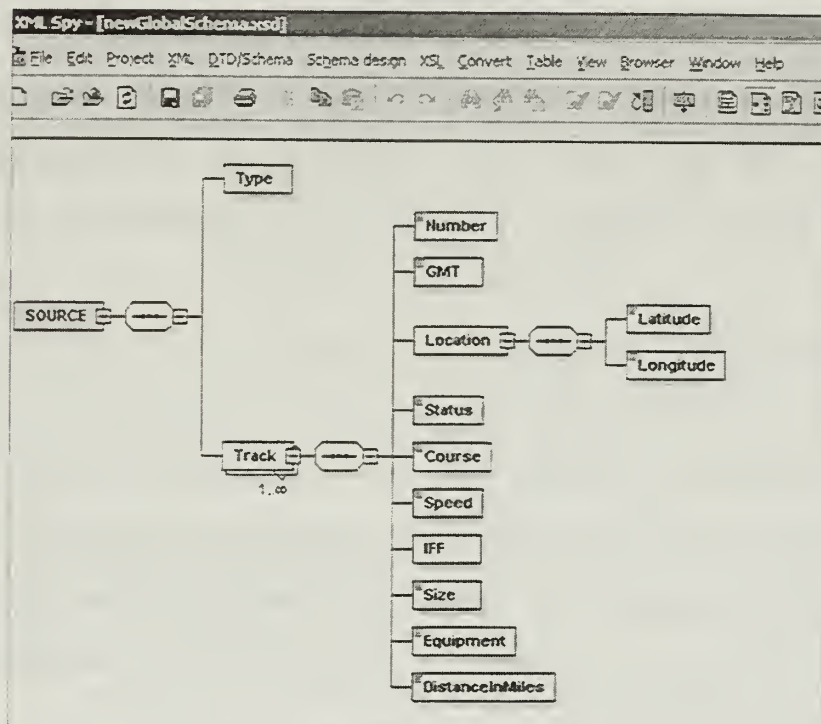 XML Spy - [newGlobalSchema.xsd]
File Edit Project XML DTD/Schema Schema design XSL Convert Table View Browser Window Help
Type
Number
GMT
SOURCE
Location
Latitude
Longitude
Status
Track
1..∞
Course
Speed
IFF
Size
Equipment
DistanceInMiles